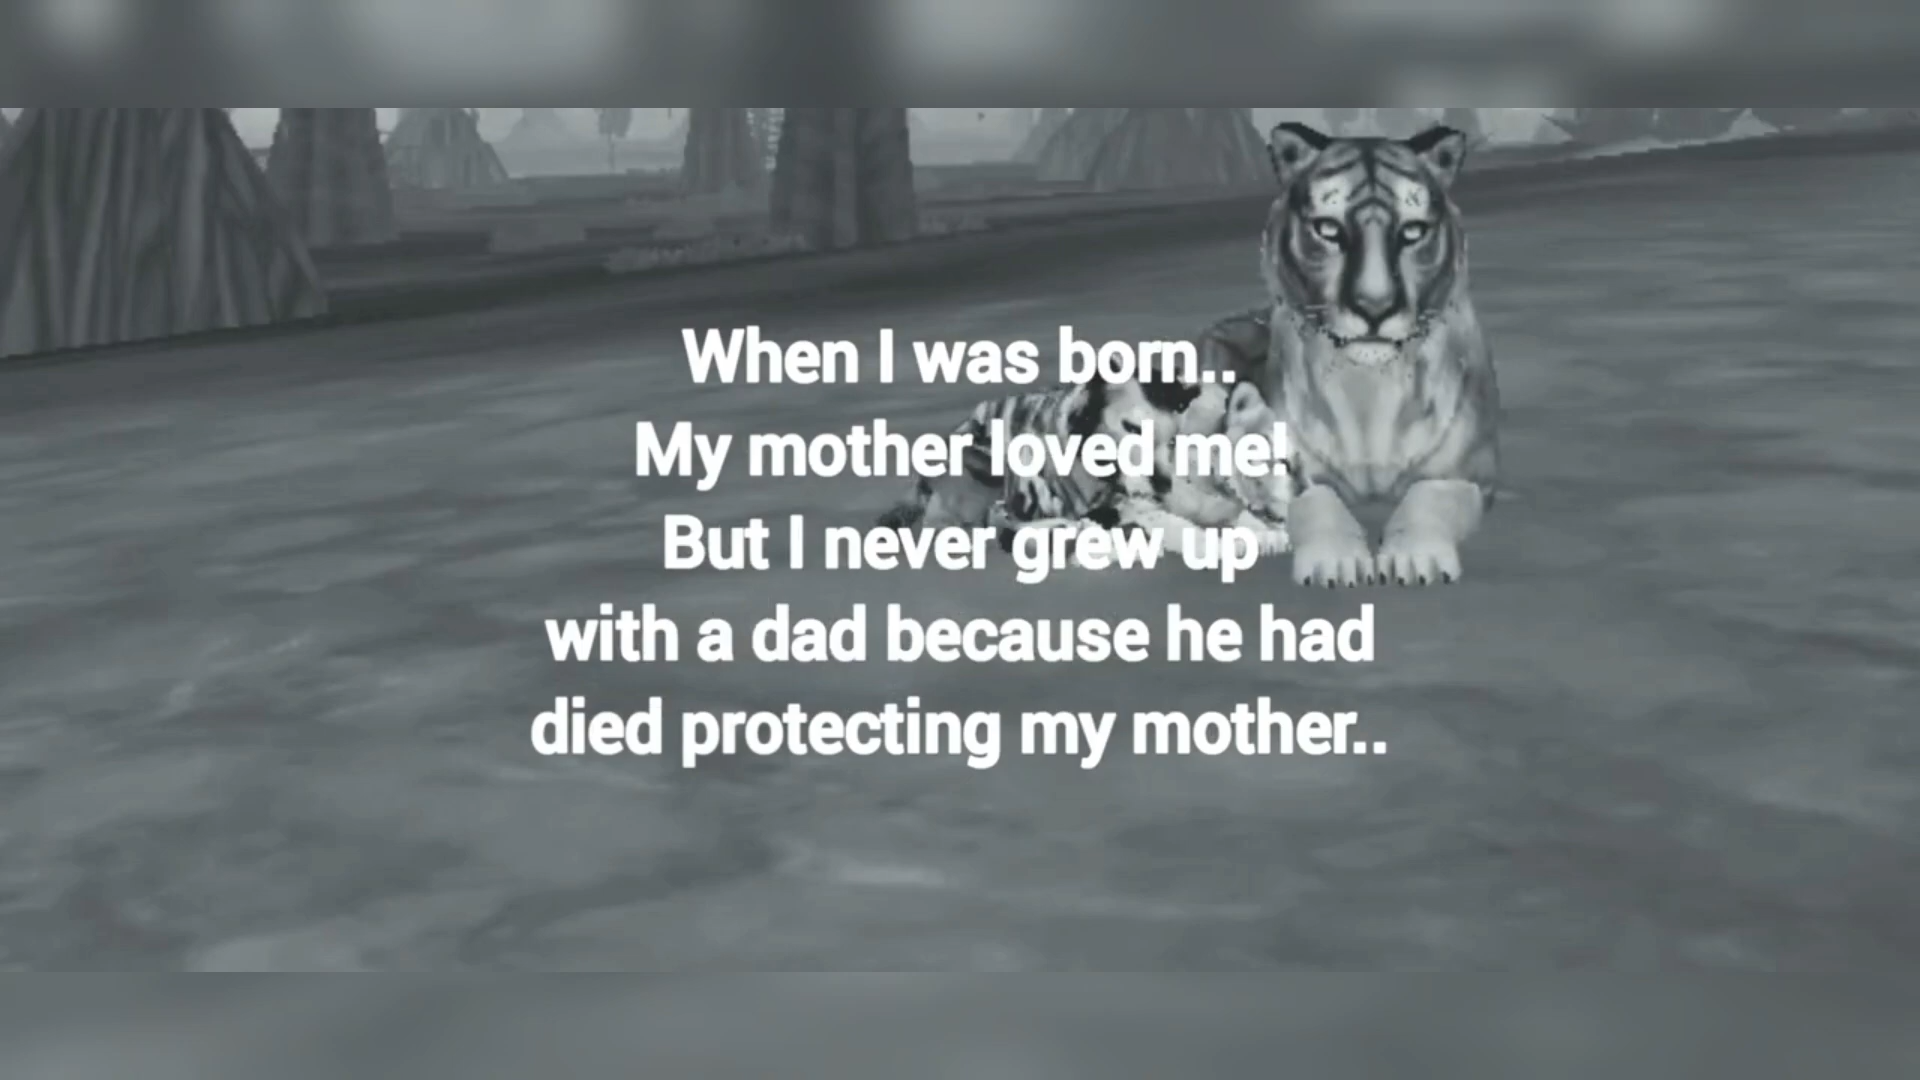 When I was born..
My mother loved me!
But I never grew up
with a dad because he had
died protecting my mother..